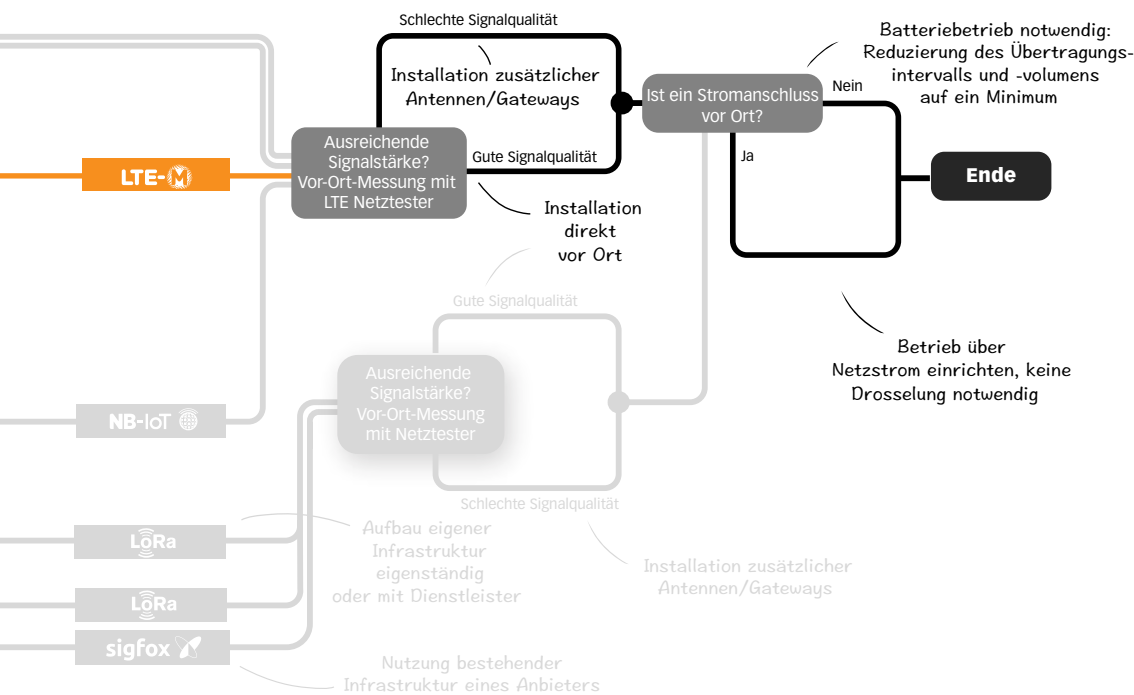 Schlechte Signalqualität
Installation zusätzlicher
Antennen/Gateways
Batteriebetrieb notwendig:
Reduzierung des Übertragungs-
intervalls und -volumens
auf ein Minimum
Ist ein Stromanschluss
vor Ort?
Nein
Ja
Ausreichende
Signalstärke?
Vor-Ort-Messung mit
LTE Netztester
Gute Signalqualität
LTE-M
Ende
Installation
direkt
vor Ort
Gute Signalqualität
Betrieb über
Netzstrom einrichten, keine
Drosselung notwendig
Ausreichende
Signalstärke?
Vor-Ort-Messung
mit Netztester
NB-IoT
Schlechte Signalqualität
LoRa
Aufbau eigener
Infrastruktur
eigenständig
oder mit Dienstleister
Installation zusätzlicher
Antennen/Gateways
LoRa
sigfox
Nutzung bestehender
Infrastruktur eines Anbieters